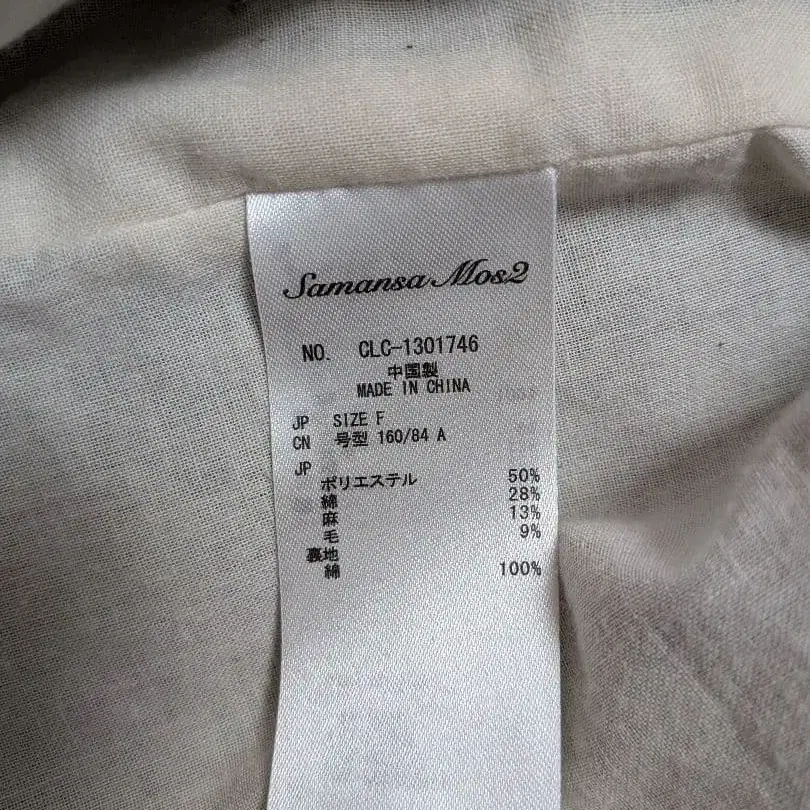 Samansa Mos2
NO. CLC-1301746
中国製
MADE IN CHINA
JP SIZE F
CN 号型 160/84 A
JP
ポリエステル 50%
綿 28%
麻 13%
毛 9%
裏地
綿 100%